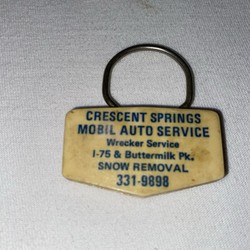 CRESCENT SPRINGS
MOBIL AUTO SERVICE
Wrecker Service
I-75 & Buttermilk Pk.
SNOW REMOVAL
331-9898